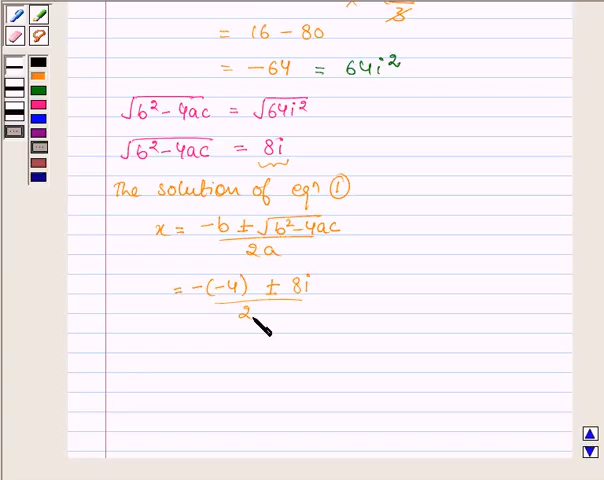 x 3
= 16 - 80
= -64 = 64i²
√b²-4ac = √64i²
√b²-4ac = 8i
The solution of eqn ①
x = -b ± √b²-4ac / 2a
= -(-4) ± 8i / 2